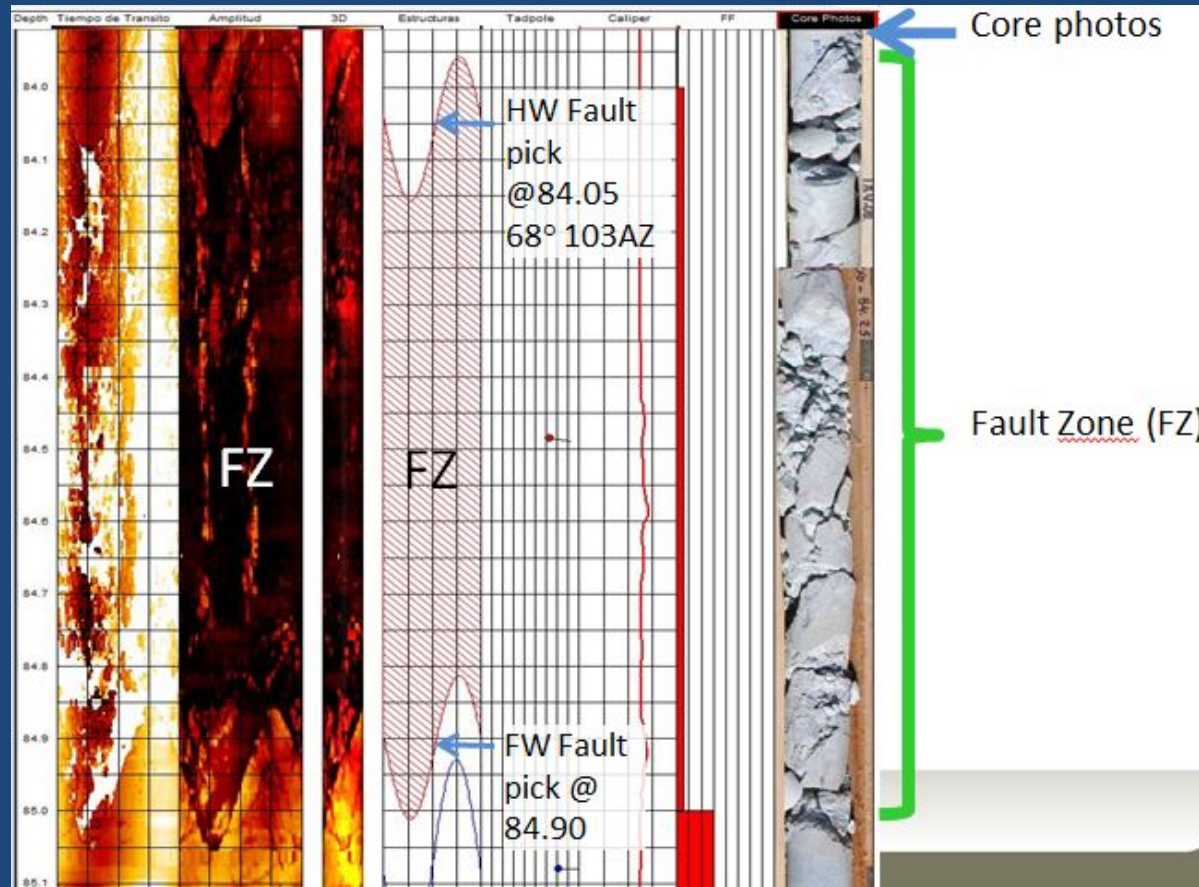 Depth Tiempo de Transito Amplitud 3D Estructuras Tadpole Caliper FF Core Photos
Core photos
84.0
HW Fault
pick
@84.05
68° 103AZ
84.1
84.2
84.3
84.4
Fault Zone (FZ)
84.5
FZ
FZ
84.6
84.7
84.8
84.9
FW Fault
pick @
84.90
85.0
85.1